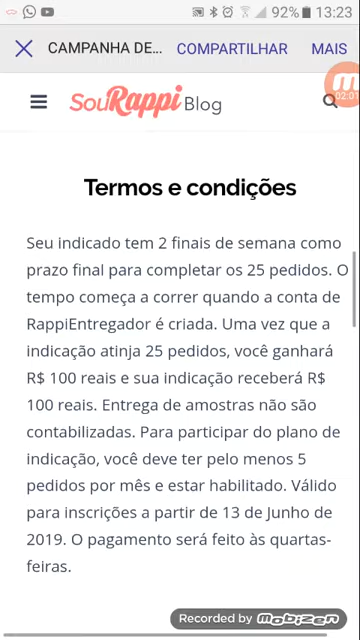 92% 13:23
CAMPANHA DE... COMPARTILHAR MAIS
SouRappi Blog
02:01
Termos e condições
Seu indicado tem 2 finais de semana como
prazo final para completar os 25 pedidos. O
tempo começa a correr quando a conta de
RappiEntregador é criada. Uma vez que a
indicação atinja 25 pedidos, você ganhará
R$ 100 reais e sua indicação receberá R$
100 reais. Entrega de amostras não são
contabilizadas. Para participar do plano de
indicação, você deve ter pelo menos 5
pedidos por mês e estar habilitado. Válido
para inscrições a partir de 13 de Junho de
2019. O pagamento será feito às quartas-
feiras.
Recorded by mobizen